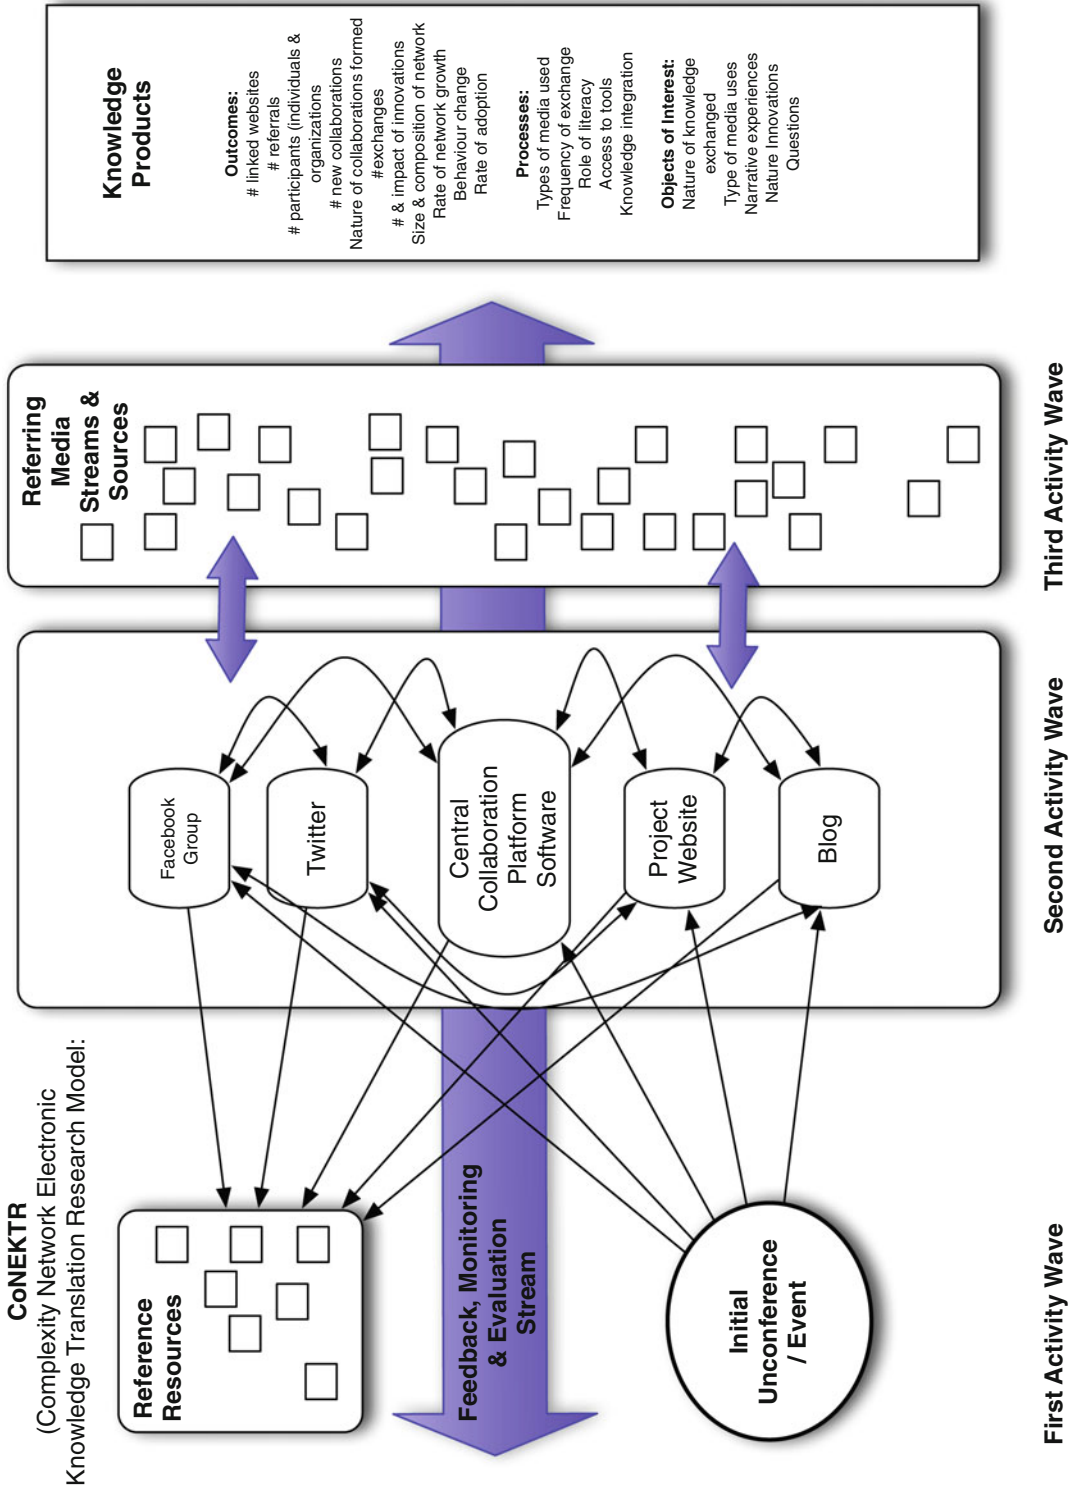 CoNEKTR
(Complexity Network Electronic
Knowledge Translation Research Model:
Reference
Resources
Feedback, Monitoring
& Evaluation
Stream
Initial
Unconference
/ Event
First Activity Wave
Facebook
Group
Twitter
Central
Collaboration
Platform
Software
Project
Website
Blog
Second Activity Wave
Referring
Media
Streams &
Sources
Third Activity Wave
Knowledge
Products
Outcomes:
# linked websites
# referrals
# participants (individuals &
organizations
# new collaborations
Nature of collaborations formed
#exchanges
# & impact of innovations
Size & composition of network
Rate of network growth
Behaviour change
Rate of adoption
Processes:
Types of media used
Frequency of exchange
Role of literacy
Access to tools
Knowledge integration
Objects of Interest:
Nature of knowledge
exchanged
Type of media uses
Narrative experiences
Nature Innovations
Questions